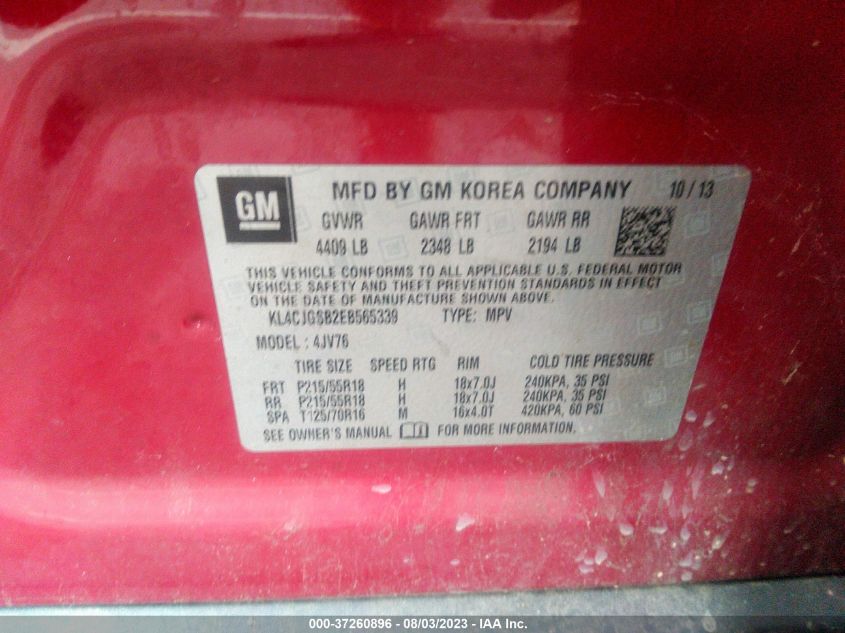 GM
MFD BY GM KOREA COMPANY 10/13
GVWR GAWR FRT GAWR RR
4409 LB 2348 LB 2194 LB
THIS VEHICLE CONFORMS TO ALL APPLICABLE U.S. FEDERAL MOTOR
VEHICLE SAFETY AND THEFT PREVENTION STANDARDS IN EFFECT
ON THE DATE OF MANUFACTURE SHOWN ABOVE.
KL4CJGSB2EB565339 TYPE: MPV
MODEL : 4JV76
TIRE SIZE SPEED RTG RIM COLD TIRE PRESSURE
FRT P215/55R18 H 18x7.0J 240KPA, 35 PSI
RR P215/55R18 H 18x7.0J 240KPA, 35 PSI
SPA T125/70R16 M 16x4.0T 420KPA, 60 PSI
SEE OWNER'S MANUAL FOR MORE INFORMATION.
000-37260896 - 08/03/2023 - IAA Inc.